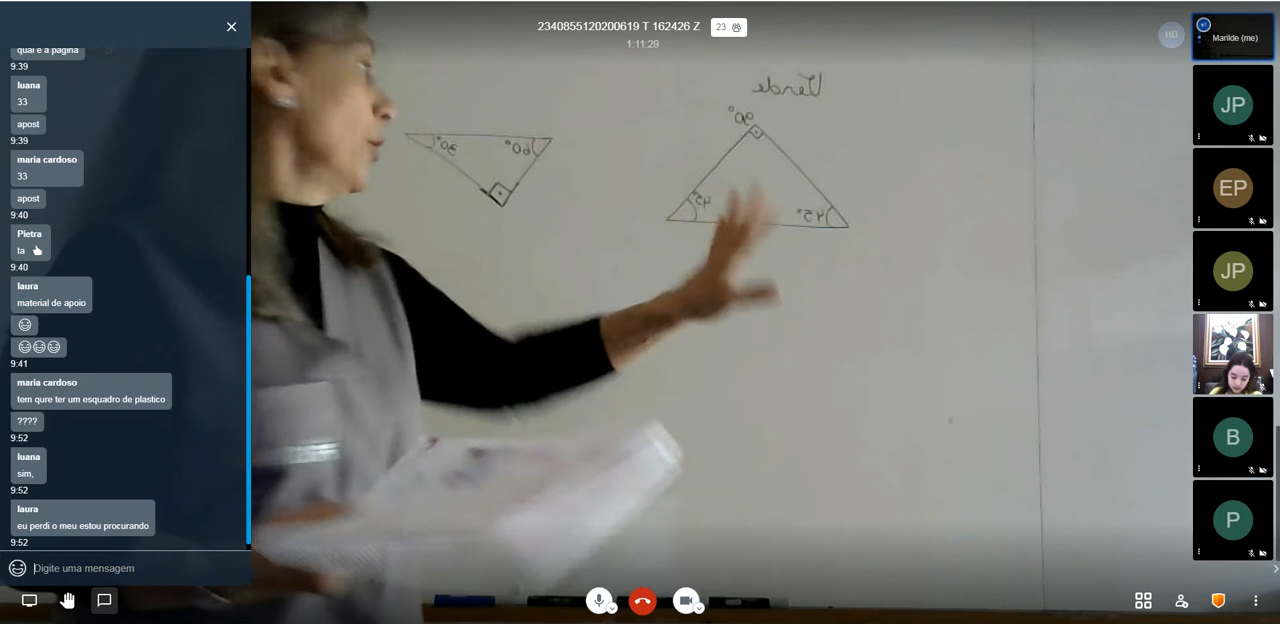 qual é a pagina
9:39
luana
33
apost
9:39
maria cardoso
33
apost
9:40
Pietra
ta
9:40
laura
material de apoio
9:41
maria cardoso
tem qure ter um esquadro de plastico
????
9:52
luana
sim,
9:52
laura
eu perdi o meu estou procurando
9:52
Digite uma mensagem
2340855120200619 T 162426 Z
23
1:11:29
HD
Verde
90°
30°
60°
45°
45°
Marilde (me)
JP
EP
JP
B
P